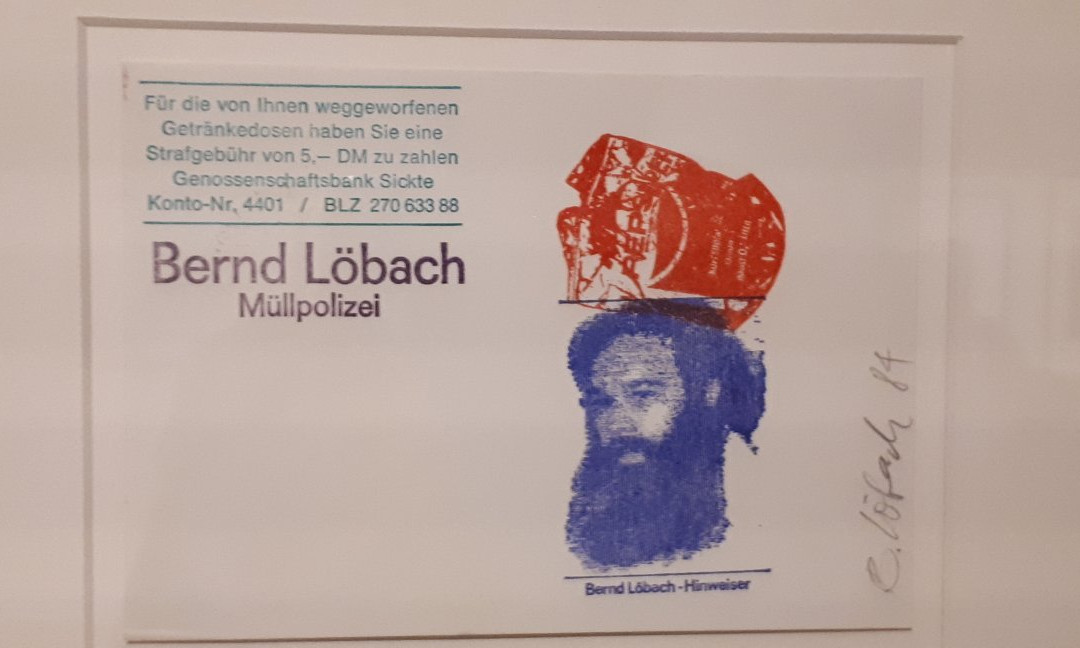 Für die von Ihnen weggeworfenen
Getränkedosen haben Sie eine
Strafgebühr von 5,– DM zu zahlen
Genossenschaftsbank Sickte
Konto-Nr. 4401 / BLZ 270 633 88
Bernd Löbach
Müllpolizei
Bernd Löbach-Hinweiser
B. Löbach 84